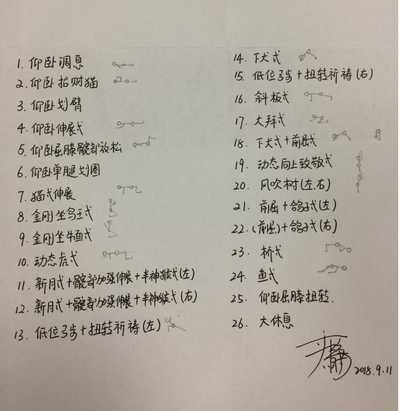 1. 仰卧调息
2. 仰卧招财猫
3. 仰卧划臂
4. 仰卧伸展式
5. 仰卧屈膝髋部放松
6. 仰卧单腿划圈
7. 猫式伸展
8. 金刚坐鸟王式
9. 金刚坐牛面式
10. 动态虎式
11. 新月式+髋部加强伸展+半神猴式(左)
12. 新月式+髋部加强伸展+半神猴式(右)
13. 低位弓步+扭转祈祷(左)
14. 下犬式
15. 低位弓步+扭转祈祷(右)
16. 斜板式
17. 大拜式
18. 下犬式+前屈式
19. 动态向上致敬式
20. 风吹树(左.右)
21. 前屈+鸽子式(左)
22. (前屈)+鸽子式(右)
23. 桥式
24. 鱼式
25. 仰卧屈膝扭转.
26. 大休息
2018.9.11